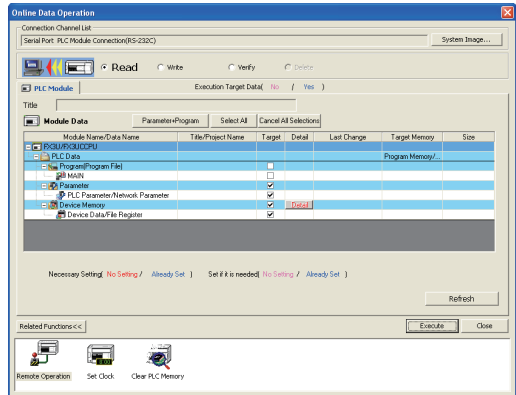 Online Data Operation
Connection Channel List
Serial Port PLC Module Connection(RS-232C)
System Image...
Read Write Verify Delete
PLC Module Execution Target Data( No / Yes )
Title
Module Data Parameter+Program Select All Cancel All Selections
Module Name/Data Name Title/Project Name Target Detail Last Change Target Memory Size
FX3U/FX3UCCPU
PLC Data Program Memory/...
Program(Program File)
MAIN
Parameter
PLC Parameter/Network Parameter
Device Memory Detail
Device Data/File Register
Necessary Setting( No Setting / Already Set ) Set if it is needed( No Setting / Already Set )
Refresh
Related Functions<< Execute Close
Remote Operation Set Clock Clear PLC Memory